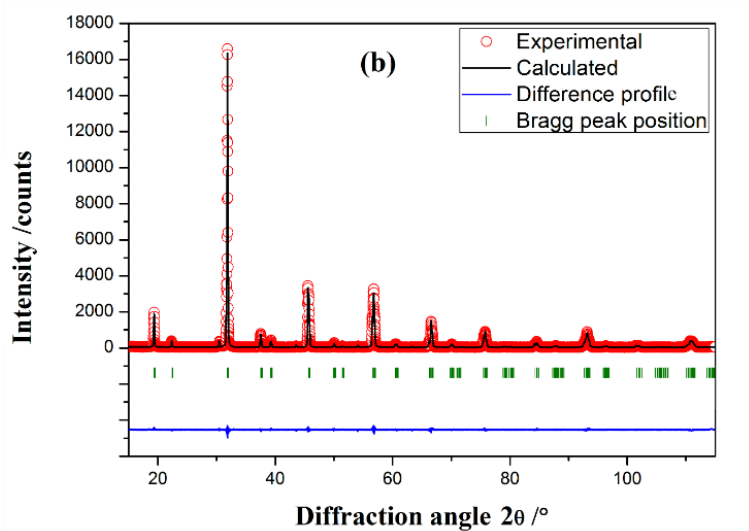 18000
16000
14000
12000
10000
8000
6000
4000
2000
0
Intensity /counts
(b)
Experimental
Calculated
Difference profile
Bragg peak position
20 40 60 80 100
Diffraction angle 2θ /°